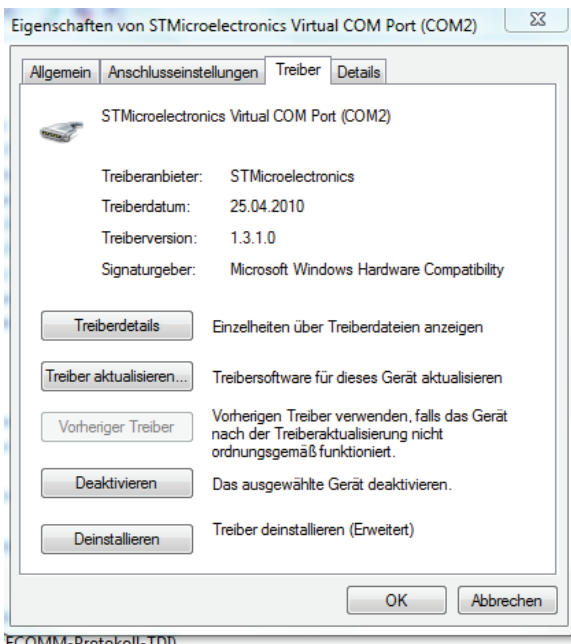 Eigenschaften von STMicroelectronics Virtual COM Port (COM2)
Allgemein Anschlusseinstellungen Treiber Details
STMicroelectronics Virtual COM Port (COM2)
Treiberanbieter: STMicroelectronics
Treiberdatum: 25.04.2010
Treiberversion: 1.3.1.0
Signaturgeber: Microsoft Windows Hardware Compatibility
Treiberdetails Einzelheiten über Treiberdateien anzeigen
Treiber aktualisieren... Treibersoftware für dieses Gerät aktualisieren
Vorheriger Treiber Vorherigen Treiber verwenden, falls das Gerät
nach der Treiberaktualisierung nicht
ordnungsgemäß funktioniert.
Deaktivieren Das ausgewählte Gerät deaktivieren.
Deinstallieren Treiber deinstallieren (Erweitert)
OK Abbrechen
ECOMM-Protokoll-TDI)